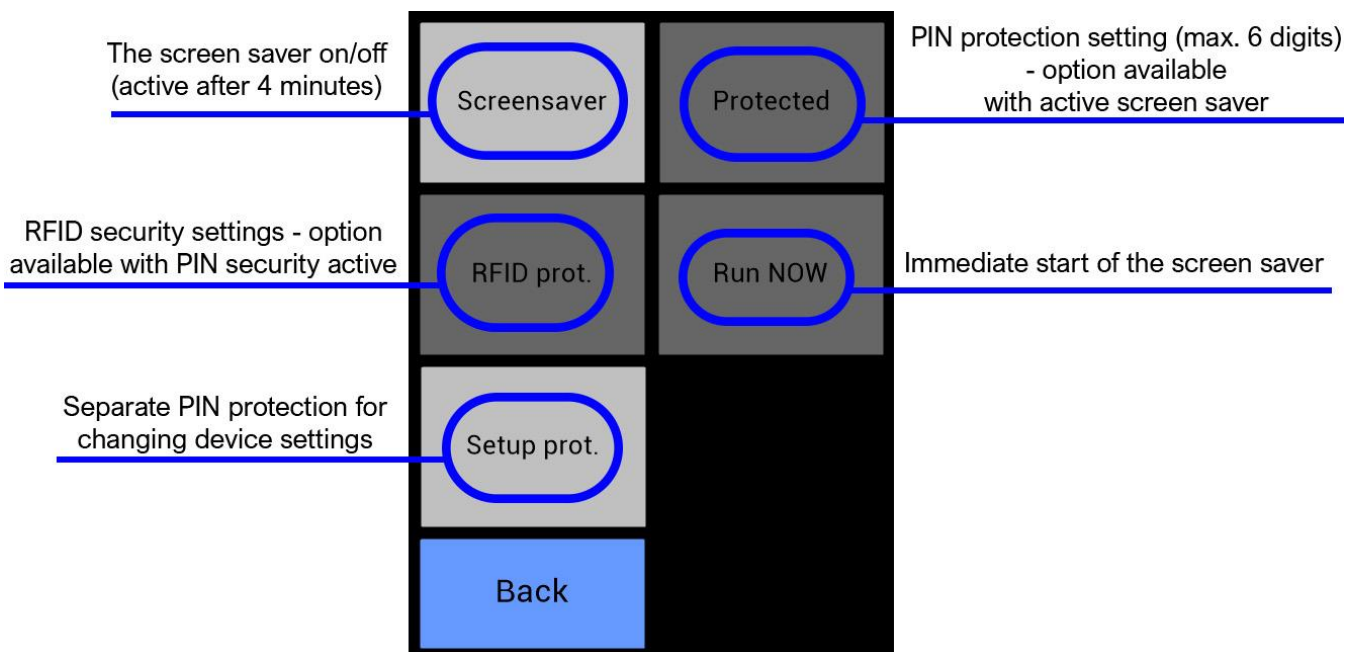 The screen saver on/off
(active after 4 minutes)
Screensaver
Protected
PIN protection setting (max. 6 digits)
- option available
with active screen saver
RFID security settings - option
available with PIN security active
RFID prot.
Run NOW
Immediate start of the screen saver
Separate PIN protection for
changing device settings
Setup prot.
Back